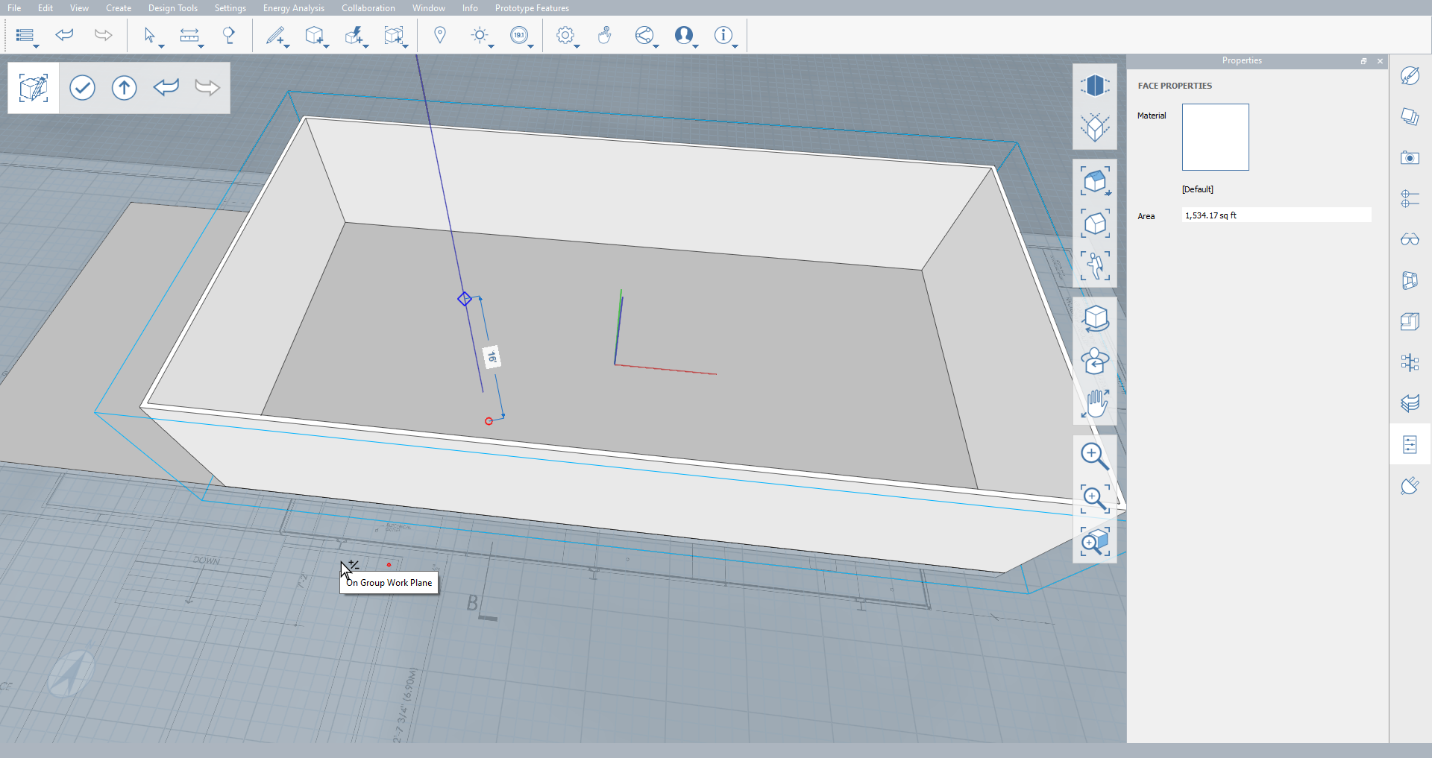 File Edit View Create Design Tools Settings Energy Analysis Collaboration Window Info Prototype Features
Properties
FACE PROPERTIES
Material
[Default]
Area 1,534.17 sq ft
16'
DOWN
On Group Work Plane
B